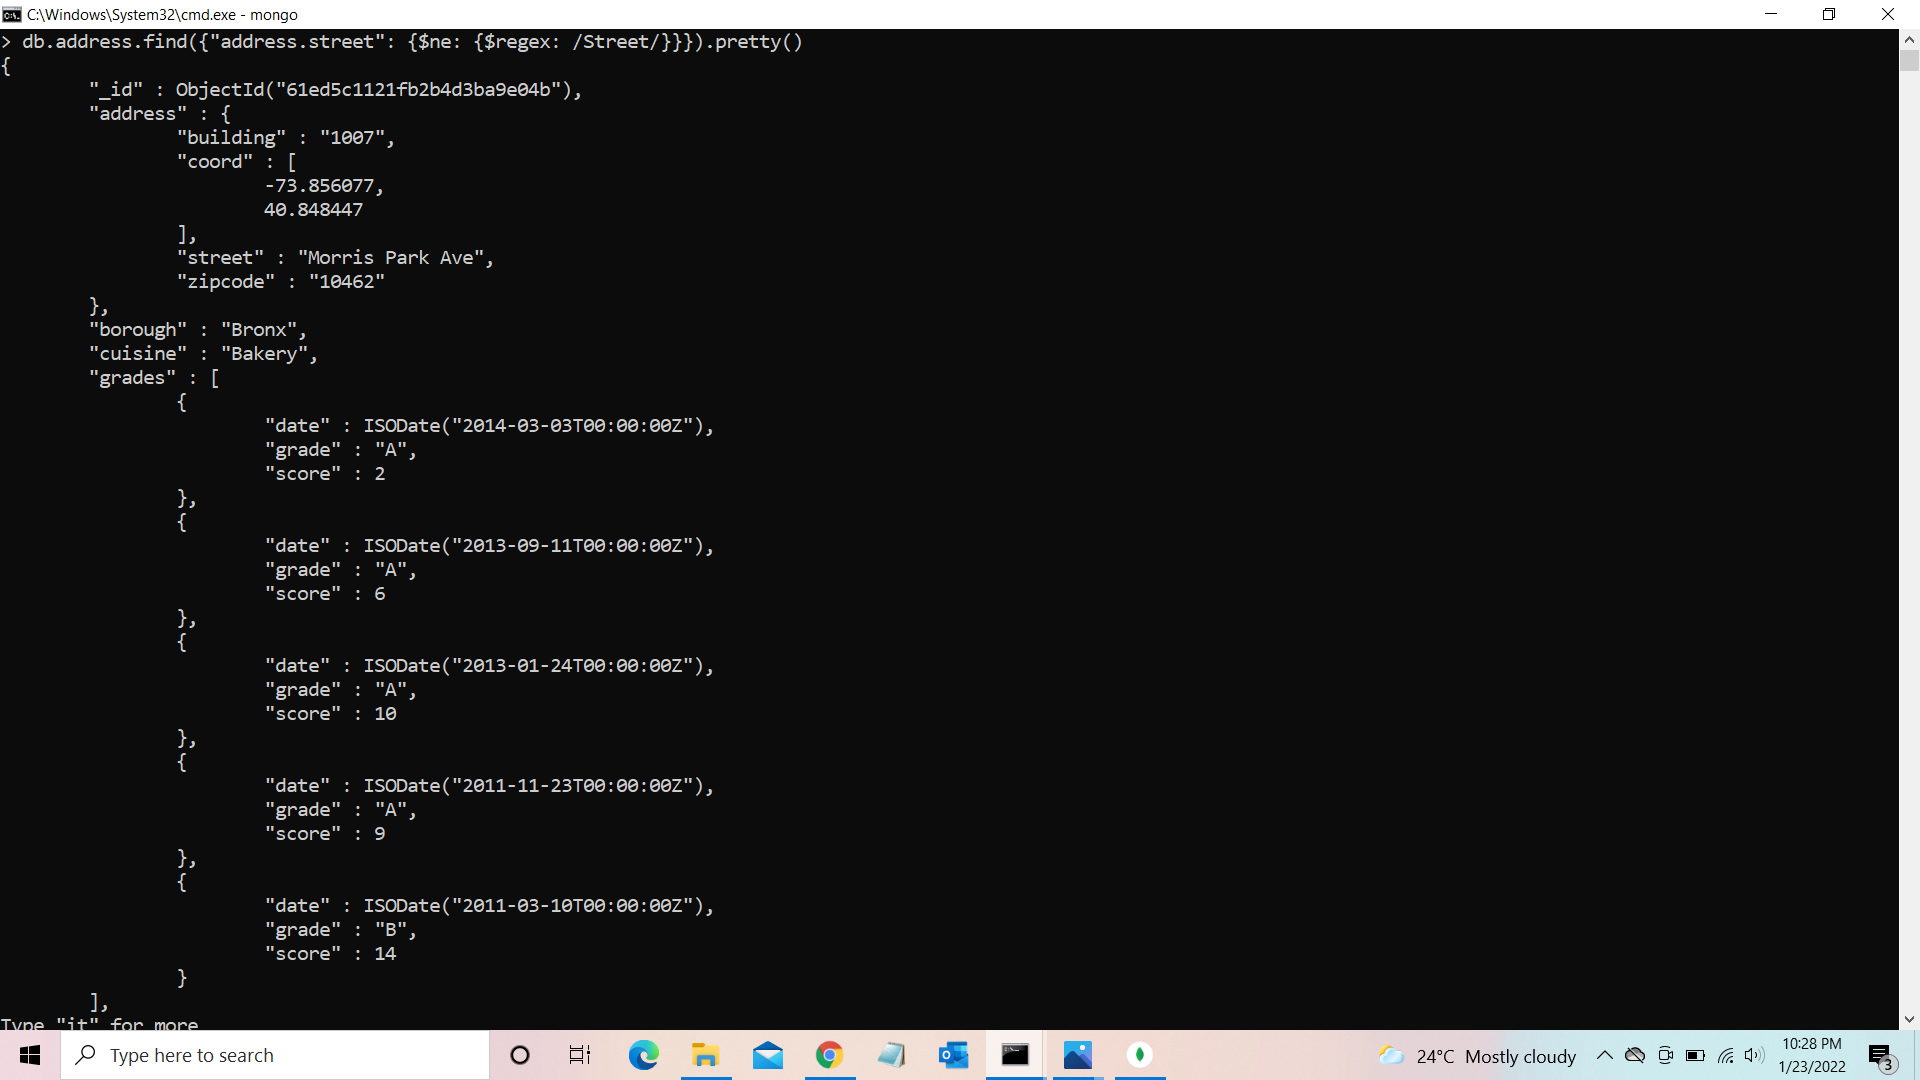 C:\Windows\System32\cmd.exe - mongo
> db.address.find({"address.street": {$ne: {$regex: /Street/}}}).pretty()
{
"_id" : ObjectId("61ed5c1121fb2b4d3ba9e04b"),
"address" : {
"building" : "1007",
"coord" : [
-73.856077,
40.848447
],
"street" : "Morris Park Ave",
"zipcode" : "10462"
},
"borough" : "Bronx",
"cuisine" : "Bakery",
"grades" : [
{
"date" : ISODate("2014-03-03T00:00:00Z"),
"grade" : "A",
"score" : 2
},
{
"date" : ISODate("2013-09-11T00:00:00Z"),
"grade" : "A",
"score" : 6
},
{
"date" : ISODate("2013-01-24T00:00:00Z"),
"grade" : "A",
"score" : 10
},
{
"date" : ISODate("2011-11-23T00:00:00Z"),
"grade" : "A",
"score" : 9
},
{
"date" : ISODate("2011-03-10T00:00:00Z"),
"grade" : "B",
"score" : 14
}
],
Type "it" for more
Type here to search
24°C Mostly cloudy
10:28 PM
1/23/2022
3